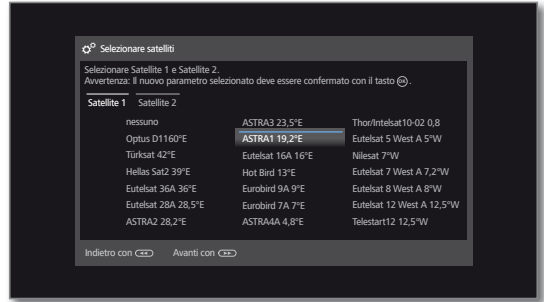 Selezionare satelliti
Selezionare Satellite 1 e Satellite 2.
Avvertenza: Il nuovo parametro selezionato deve essere confermato con il tasto OK.
Satellite 1 Satellite 2
nessuno ASTRA3 23,5°E Thor/Intelsat10-02 0,8
Optus D1160°E ASTRA1 19,2°E Eutelsat 5 West A 5°W
Türksat 42°E Eutelsat 16A 16°E Nilesat 7°W
Hellas Sat2 39°E Hot Bird 13°E Eutelsat 7 West A 7,2°W
Eutelsat 36A 36°E Eurobird 9A 9°E Eutelsat 8 West A 8°W
Eutelsat 28A 28,5°E Eurobird 7A 7°E Eutelsat 12 West A 12,5°W
ASTRA2 28,2°E ASTRA4A 4,8°E Telestart12 12,5°W
Indietro con Avanti con